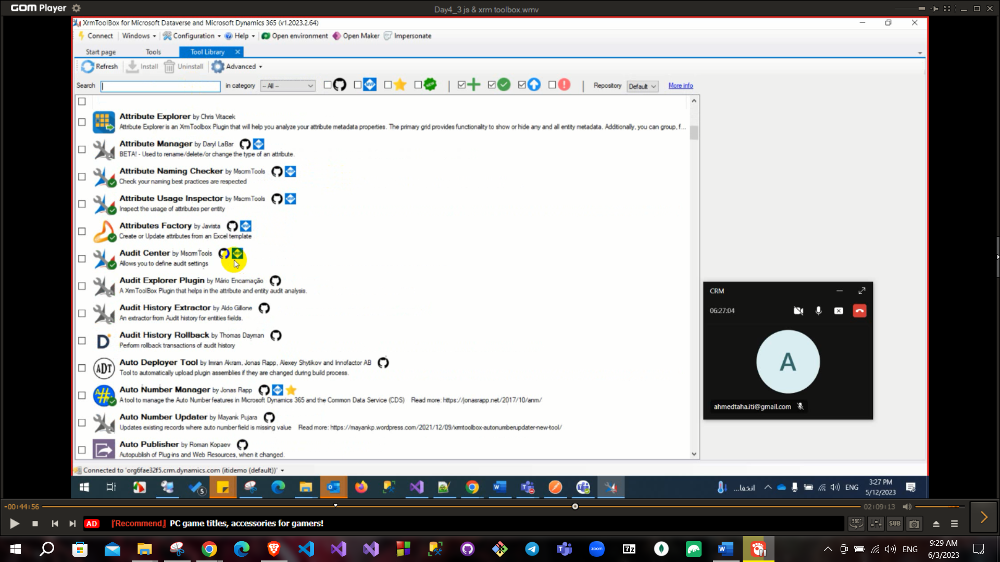 GOM Player
Day4_3 js & xrm toolbox.wmv
XrmToolBox for Microsoft Dataverse and Microsoft Dynamics 365 (v1.2023.2.64)
Connect Windows Configuration Help Open environment Open Maker Impersonate
Start page Tools Tool Library
Refresh Install Uninstall Advanced
Search in category -- All -- MVP NEW Repository Default More info
Attribute Explorer by Chris Vitacek
Attribute Explorer is an XrmToolbox Plugin that will help you analyze your attribute metadata properties. The primary grid provides functionality to show or hide any and all entity metadata. Additionally, you can group, f...
Attribute Manager by Daryl LaBar MVP
BETA! - Used to rename/delete/or change the type of an attribute.
Attribute Naming Checker by MscrmTools MVP
Check your naming best practices are respected
Attribute Usage Inspector by MscrmTools MVP
Inspect the usage of attributes per entity
Attributes Factory by Javista MVP
Create or Update attributes from an Excel template
Audit Center by MscrmTools MVP
Allows you to define audit settings
Audit Explorer Plugin by Mário Encarnação
A XrmToolBox Plugin that helps in the attribute and entity audit analysis.
Audit History Extractor by Aldo Gillone
An extractor from Audit history for entities fields.
D
Audit History Rollback by Thomas Dayman
Perform rollback transactions of audit history
ADT
Auto Deployer Tool by Imran Akram, Jonas Rapp, Alexey Shytikov and Innofactor AB
Tool to automatically upload plugin assemblies if they are changed during build process.
A#
Auto Number Manager by Jonas Rapp MVP
A tool to manage the Auto Number features in Microsoft Dynamics 365 and the Common Data Service (CDS) Read more: https://jonasrapp.net/2017/10/anm/
Auto Number Updater by Mayank Pujara
Updates existing records where auto number field is missing value Read more: https://mayankp.wordpress.com/2021/12/09/xrmtoolbox-autonumberupdater-new-tool/
Auto Publisher by Roman Kopaev
Autopublish of Plug-ins and Web Resources, when it changed.
CRM
06:27:04
A
ahmedtaha.iti@gmail.com
Connected to 'org6fae32f5.crm.dynamics.com (itidemo (default))'
5
انخفا...
ENG
3:27 PM
5/12/2023
-00:44:56
02:09:13
AD 『Recommend』 PC game titles, accessories for gamers!
360° SUB
zoom 7z
ENG
9:29 AM
6/3/2023